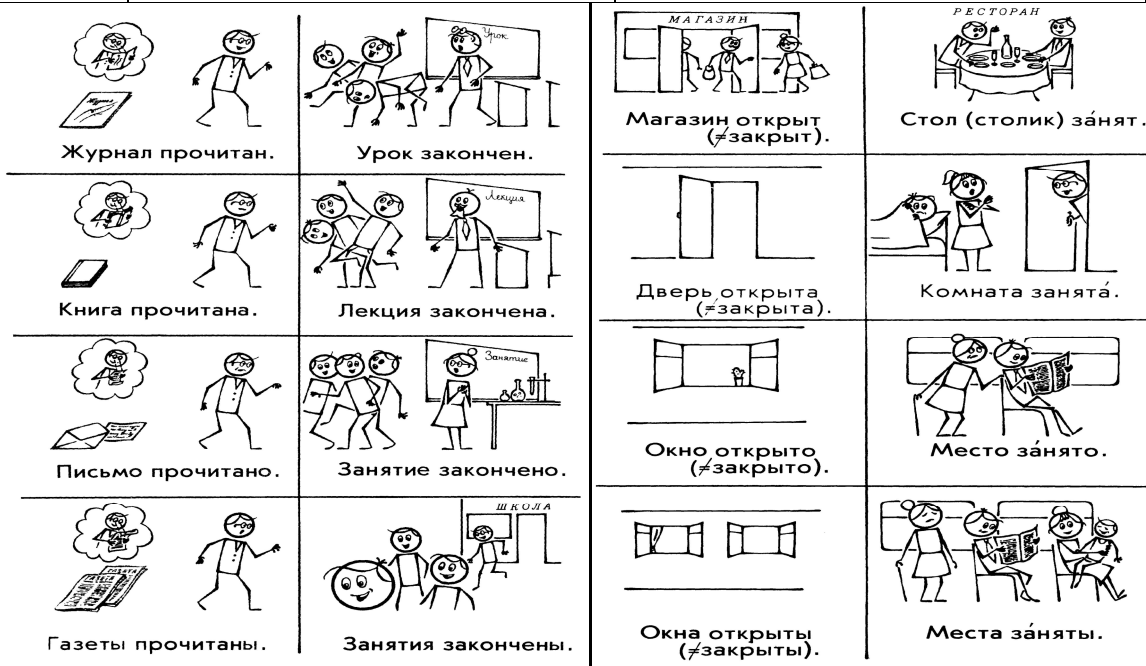 Урок
Журнал прочитан.
Урок закончен.
Лекция
Книга прочитана.
Лекция закончена.
Занятие
Письмо прочитано.
Занятие закончено.
ШКОЛА
ГАЗЕТА
Газеты прочитаны.
Занятия закончены.
МАГАЗИН
РЕСТОРАН
Магазин открыт
(≠закрыт).
Стол (столик) за́нят.
Дверь открыта
(≠закрыта).
Комната занята́.
Окно открыто
(≠закрыто).
Место за́нято.
Окна открыты
(≠закрыты).
Места за́няты.